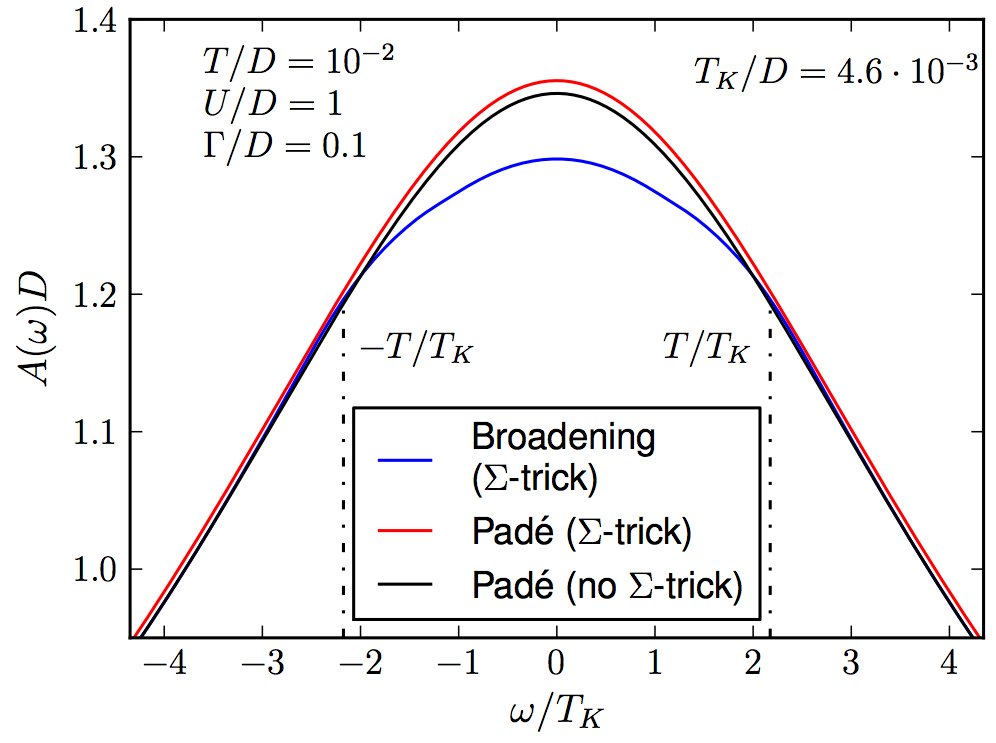 1.4
T/D = 10⁻²
U/D = 1
Γ/D = 0.1
T_K/D = 4.6 · 10⁻³
1.3
1.2
1.1
1.0
A(ω)D
−T/T_K
T/T_K
Broadening
(Σ-trick)
Padé (Σ-trick)
Padé (no Σ-trick)
−4 −3 −2 −1 0 1 2 3 4
ω/T_K